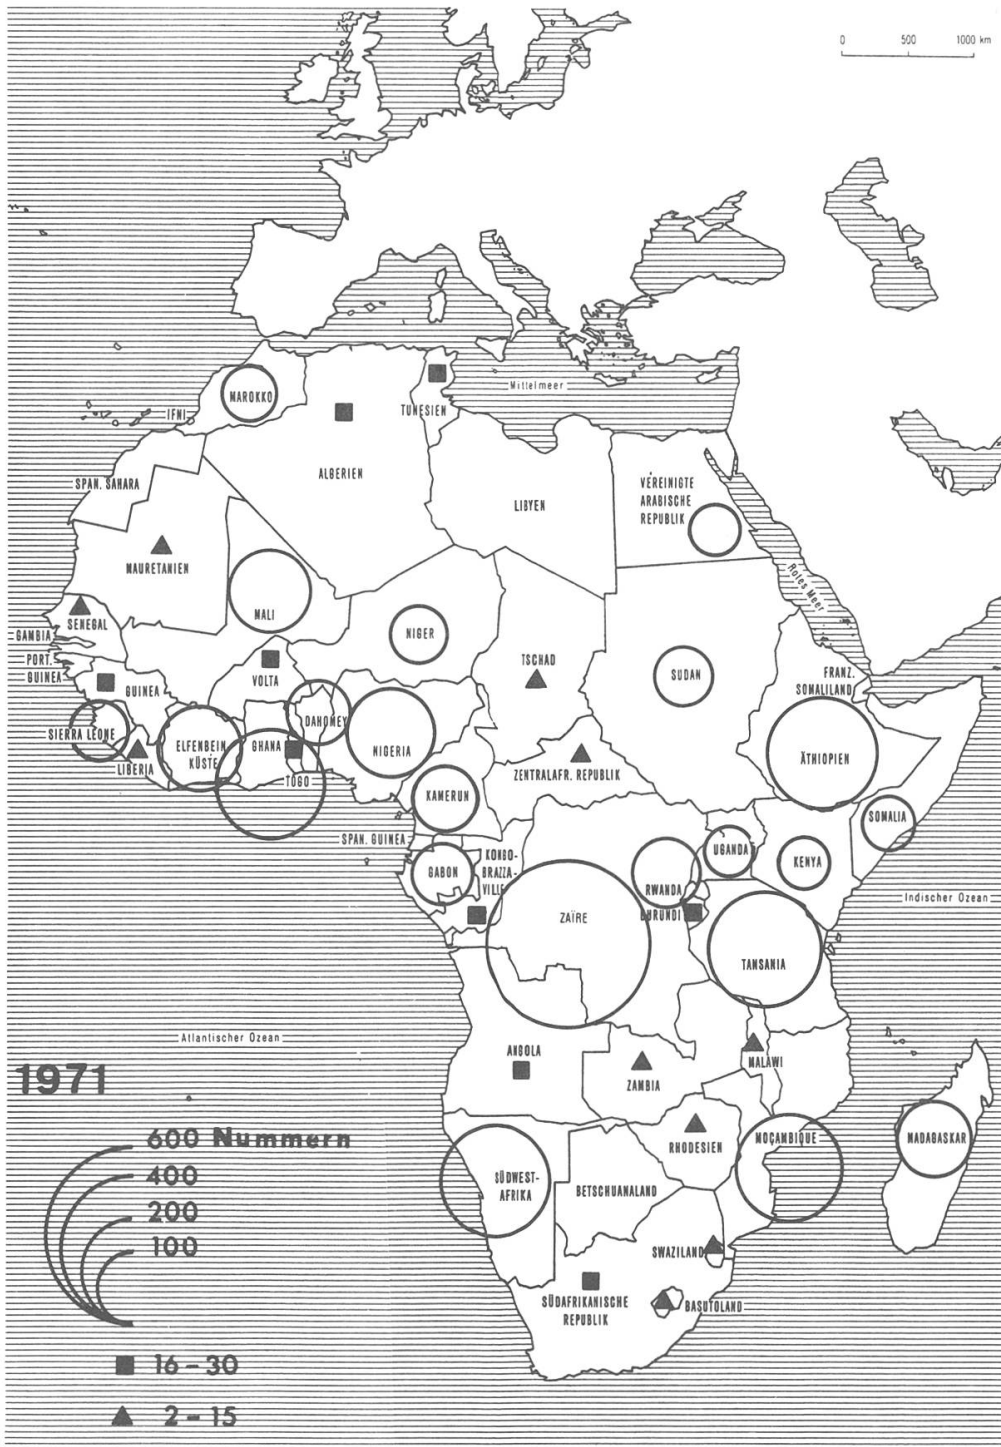 0 500 1000 km
Mittelmeer
MAROKKO
IFNI
TUNESIEN
ALGERIEN
SPAN. SAHARA
LIBYEN
VEREINIGTE
ARABISCHE
REPUBLIK
Rotes Meer
MAURETANIEN
MALI
NIGER
SENEGAL
GAMBIA
PORT.
GUINEA
GUINEA
VOLTA
TSCHAD
SUDAN
FRANZ.
SOMALILAND
SIERRA LEONE
LIBERIA
ELFENBEIN
KÜSTE
GHANA
TOGO
DAHOMEY
NIGERIA
ZENTRALAFR. REPUBLIK
ÄTHIOPIEN
KAMERUN
SOMALIA
SPAN. GUINEA
GABON
KONGO-
BRAZZA-
VILLE
UGANDA
KENYA
RWANDA
BURUNDI
ZAÏRE
TANSANIA
Indischer Ozean
Atlantischer Ozean
ANGOLA
ZAMBIA
MALAWI
RHODESIEN
MOÇAMBIQUE
MADAGASKAR
SÜDWEST-
AFRIKA
BETSCHUANALAND
SWAZILAND
SÜDAFRIKANISCHE
REPUBLIK
BASUTOLAND
1971
600 Nummern
400
200
100
16 – 30
2 – 15